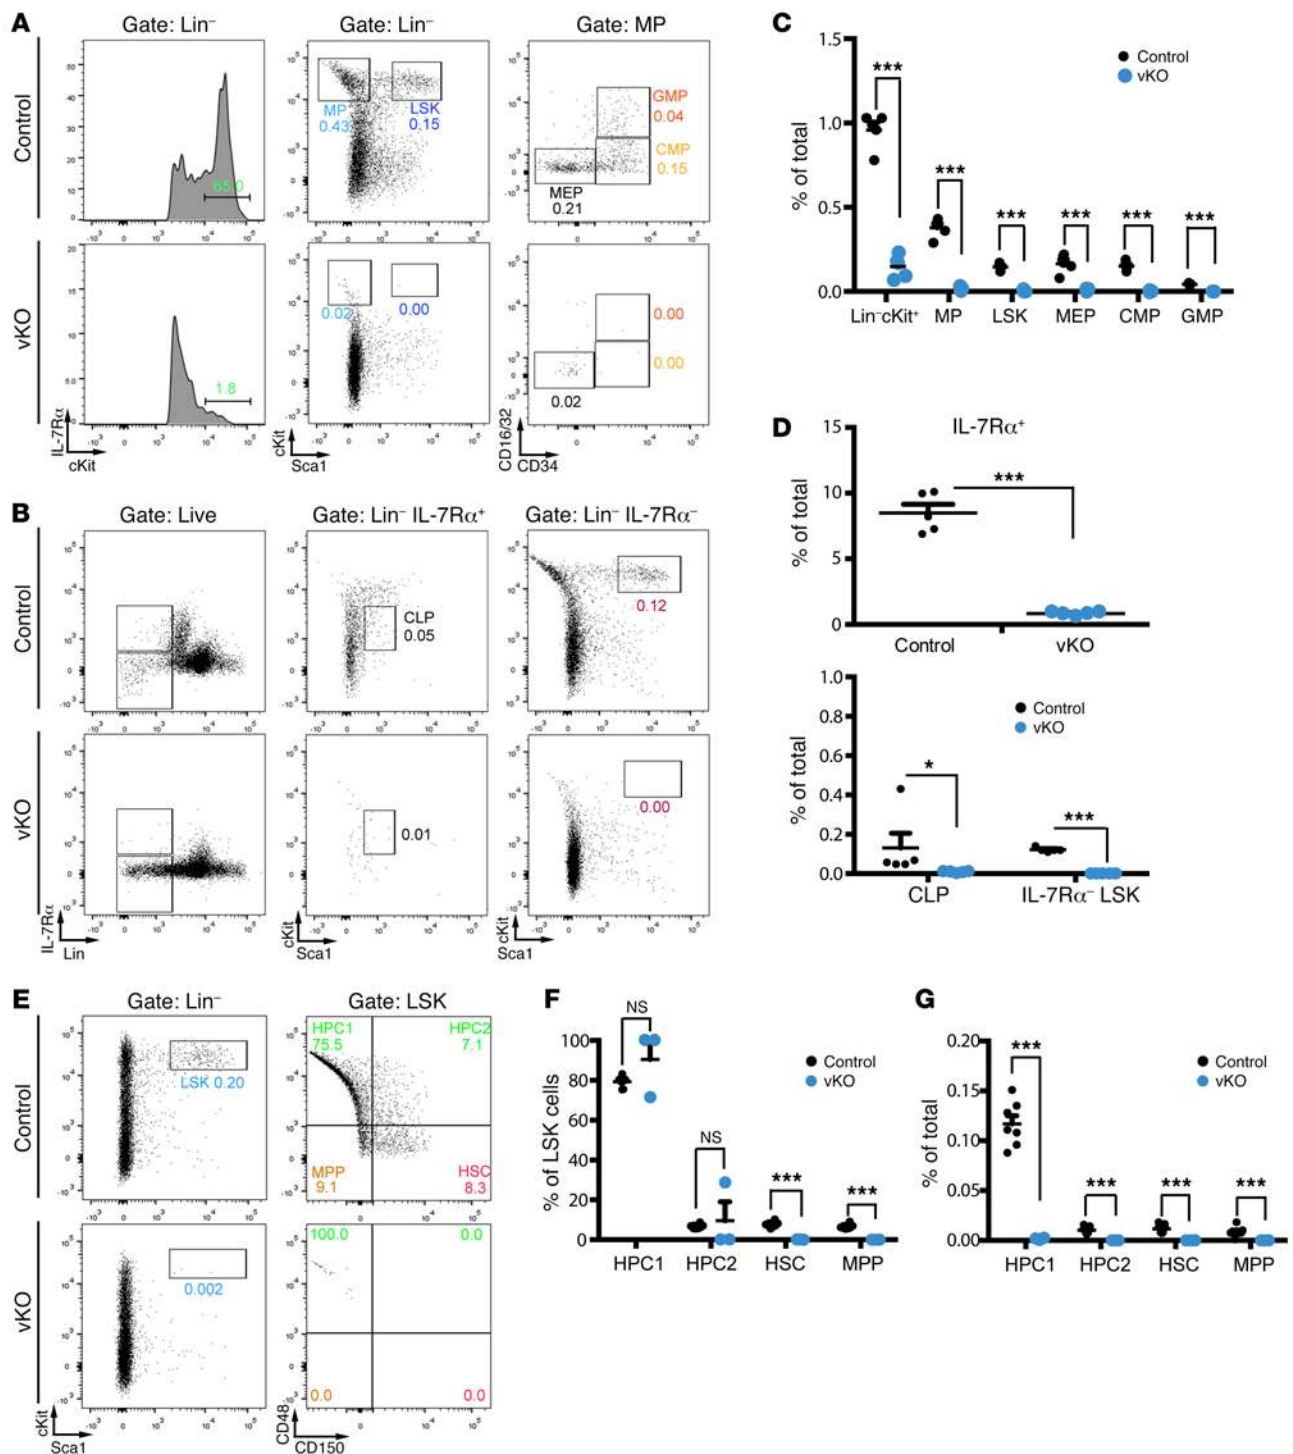 A
Gate: Lin⁻
Gate: Lin⁻
Gate: MP
Control
MP
0.43
LSK
0.15
GMP
0.04
CMP
0.15
MEP
0.21
65.0
vKO
1.8
0.02
0.00
0.00
0.00
0.02
IL-7Rα
cKit
cKit
Sca1
CD16/32
CD34
B
Gate: Live
Gate: Lin⁻ IL-7Rα⁺
Gate: Lin⁻ IL-7Rα⁻
Control
CLP
0.05
0.12
vKO
0.01
0.00
IL-7Rα
Lin
cKit
Sca1
cKit
Sca1
C
% of total
1.5
1.0
0.5
0.0
Control
vKO
***
***
***
***
***
***
Lin⁻cKit⁺
MP
LSK
MEP
CMP
GMP
D
IL-7Rα⁺
% of total
15
10
5
0
***
Control
vKO
% of total
1.0
0.8
0.6
0.4
0.2
0.0
Control
vKO
*
***
CLP
IL-7Rα⁻ LSK
E
Gate: Lin⁻
Gate: LSK
Control
LSK 0.20
HPC1
75.5
HPC2
7.1
MPP
9.1
HSC
8.3
vKO
0.002
100.0
0.0
0.0
0.0
cKit
Sca1
CD48
CD150
F
% of LSK cells
100
80
60
40
20
0
NS
NS
***
***
Control
vKO
HPC1
HPC2
HSC
MPP
G
% of total
0.20
0.15
0.10
0.05
0.00
***
***
***
***
Control
vKO
HPC1
HPC2
HSC
MPP